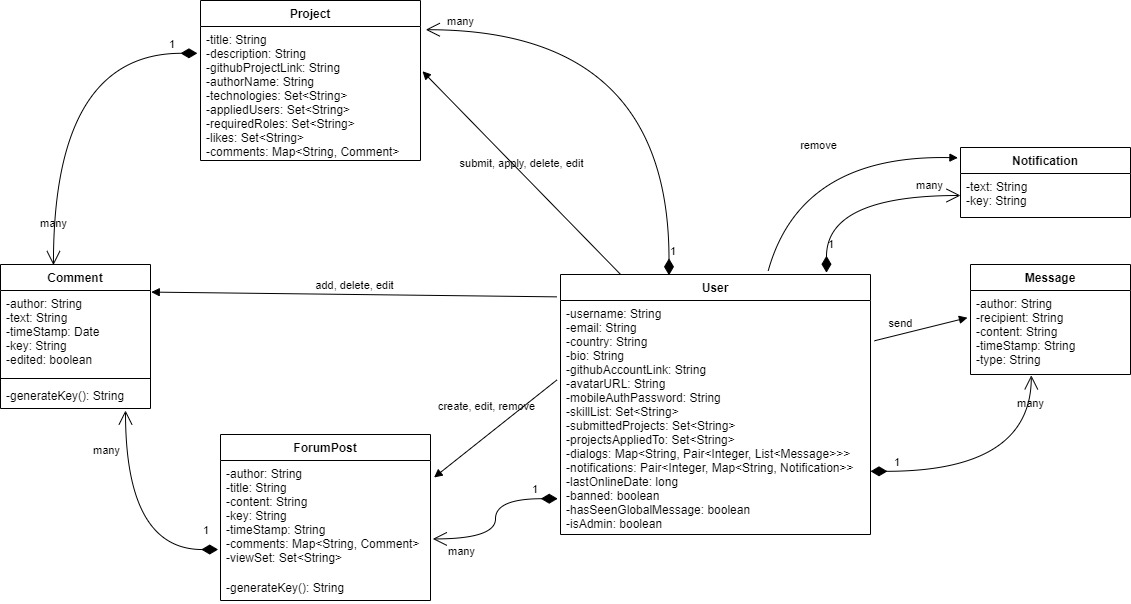 Project
-title: String
-description: String
-githubProjectLink: String
-authorName: String
-technologies: Set<String>
-appliedUsers: Set<String>
-requiredRoles: Set<String>
-likes: Set<String>
-comments: Map<String, Comment>
1
many
many
submit, apply, delete, edit
1
remove
many
1
Notification
-text: String
-key: String
Comment
-author: String
-text: String
-timeStamp: Date
-key: String
-edited: boolean
-generateKey(): String
add, delete, edit
User
-username: String
-email: String
-country: String
-bio: String
-githubAccountLink: String
-avatarURL: String
-mobileAuthPassword: String
-skillList: Set<String>
-submittedProjects: Set<String>
-projectsAppliedTo: Set<String>
-dialogs: Map<String, Pair<Integer, List<Message>>>
-notifications: Pair<Integer, Map<String, Notification>>
-lastOnlineDate: long
-banned: boolean
-hasSeenGlobalMessage: boolean
-isAdmin: boolean
send
Message
-author: String
-recipient: String
-content: String
-timeStamp: String
-type: String
many
1
create, edit, remove
many
1
ForumPost
-author: String
-title: String
-content: String
-key: String
-timeStamp: String
-comments: Map<String, Comment>
-viewSet: Set<String>
-generateKey(): String
1
many